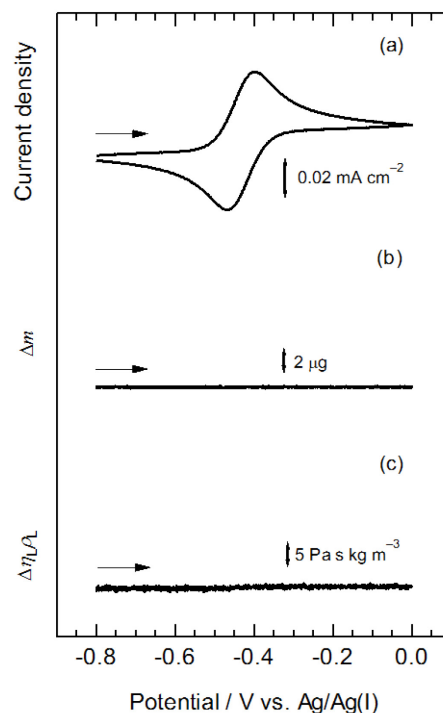 (a)
Current density
0.02 mA cm⁻²
(b)
Δm
2 μg
(c)
Δη_Lρ_L
5 Pa s kg m⁻³
-0.8 -0.6 -0.4 -0.2 0.0
Potential / V vs. Ag/Ag(I)